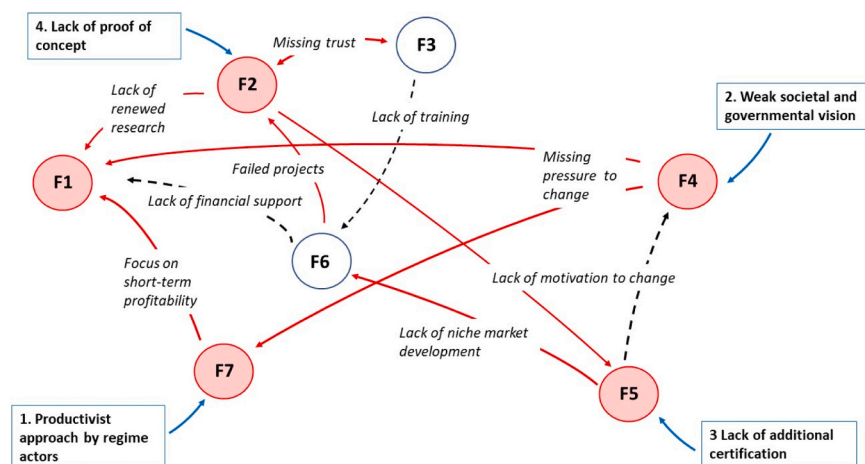 4. Lack of proof of
concept
Missing trust
F3
F2
Lack of
renewed
research
Lack of training
2. Weak societal and
governmental vision
Failed projects
Missing
pressure to
change
F1
F4
Lack of financial support
F6
Focus on
short-term
profitability
Lack of motivation to change
Lack of niche market
development
F7
F5
1. Productivist
approach by regime
actors
3 Lack of additional
certification